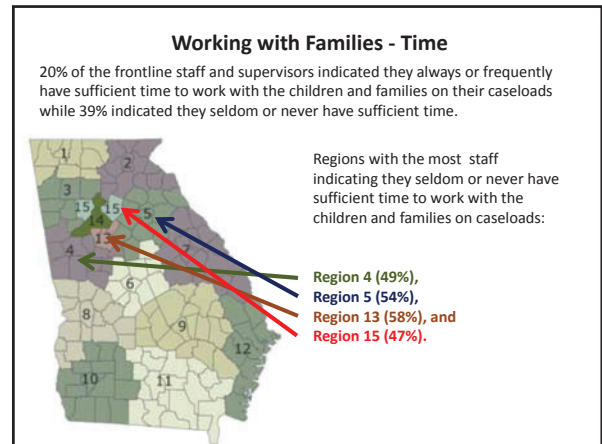 Working with Families - Time
20% of the frontline staff and supervisors indicated they always or frequently
have sufficient time to work with the children and families on their caseloads
while 39% indicated they seldom or never have sufficient time.
Regions with the most staff
indicating they seldom or never have
sufficient time to work with the
children and families on caseloads:
Region 4 (49%),
Region 5 (54%),
Region 13 (58%), and
Region 15 (47%).
1
2
3
15
15
5
14
13
4
7
6
8
9
12
10
11